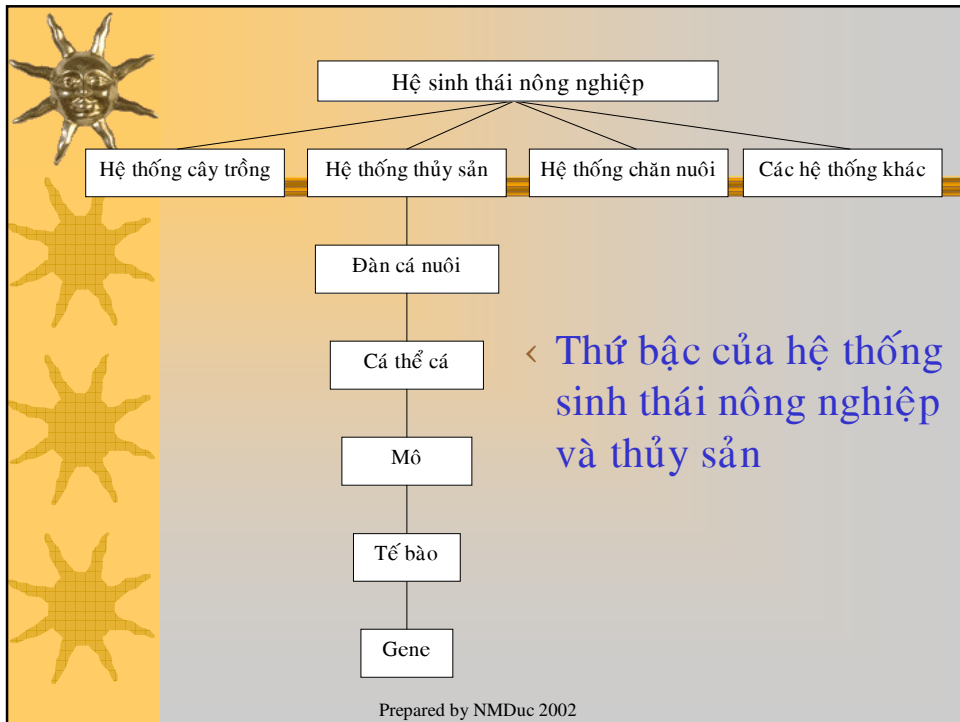 Hệ sinh thái nông nghiệp
Hệ thống cây trồng
Hệ thống thủy sản
Hệ thống chăn nuôi
Các hệ thống khác
Đàn cá nuôi
Cá thể cá
Mô
Tế bào
Gene
‹ Thứ bậc của hệ thống
sinh thái nông nghiệp
và thủy sản
Prepared by NMDuc 2002